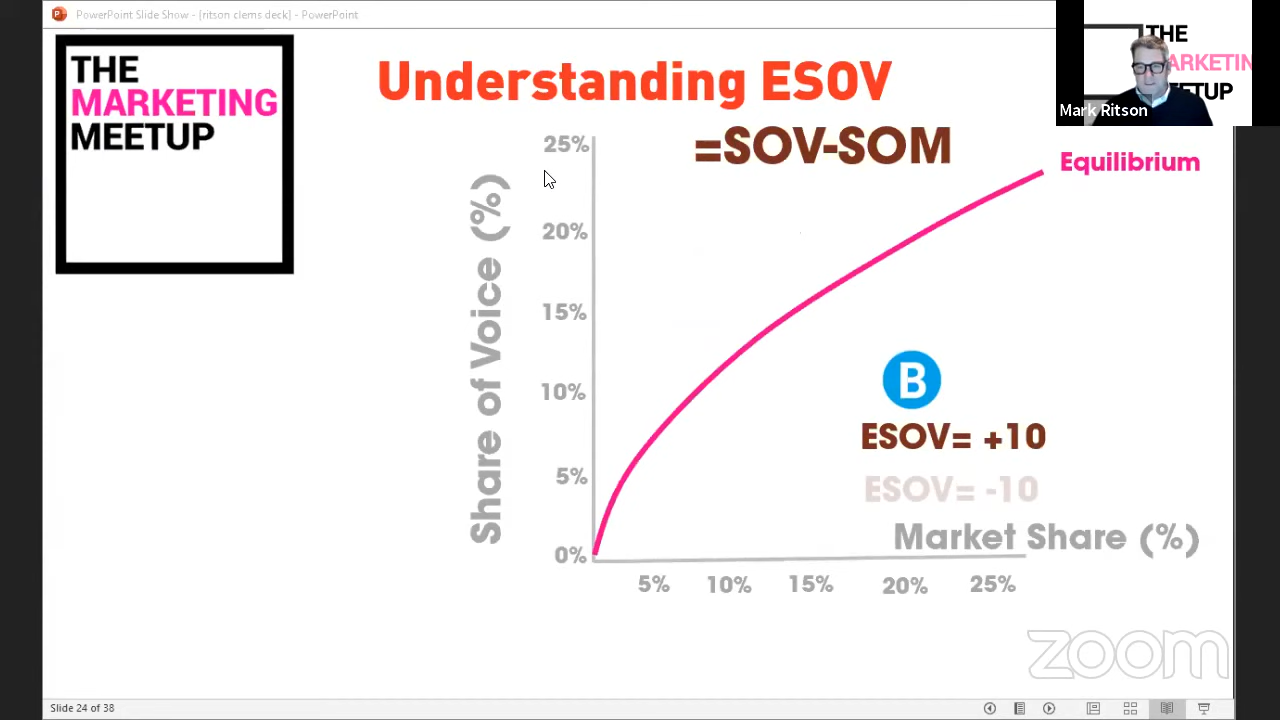 PowerPoint Slide Show - [ritson clems deck] - PowerPoint
THE
MARKETING
MEETUP
Understanding ESOV
=SOV-SOM
THE
ARKETIN
EETUP
Mark Ritson
Equilibrium
Share of Voice (%)
25%
20%
15%
10%
5%
0%
B
ESOV= +10
ESOV= -10
Market Share (%)
5% 10% 15% 20% 25%
zoom
Slide 24 of 38